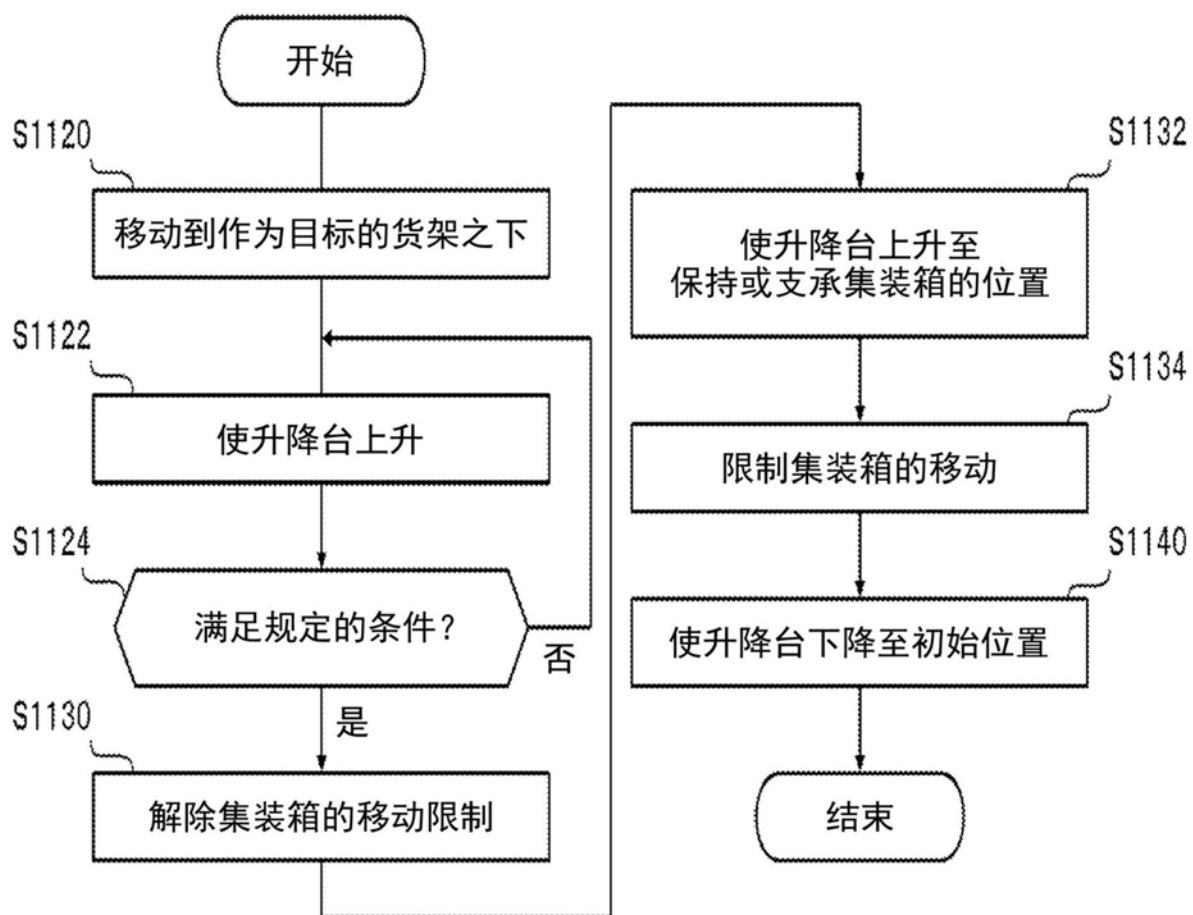 开始
S1120
移动到作为目标的货架之下
S1122
使升降台上升
S1124
满足规定的条件?
否
是
S1130
解除集装箱的移动限制
S1132
使升降台上升至
保持或支承集装箱的位置
S1134
限制集装箱的移动
S1140
使升降台下降至初始位置
结束